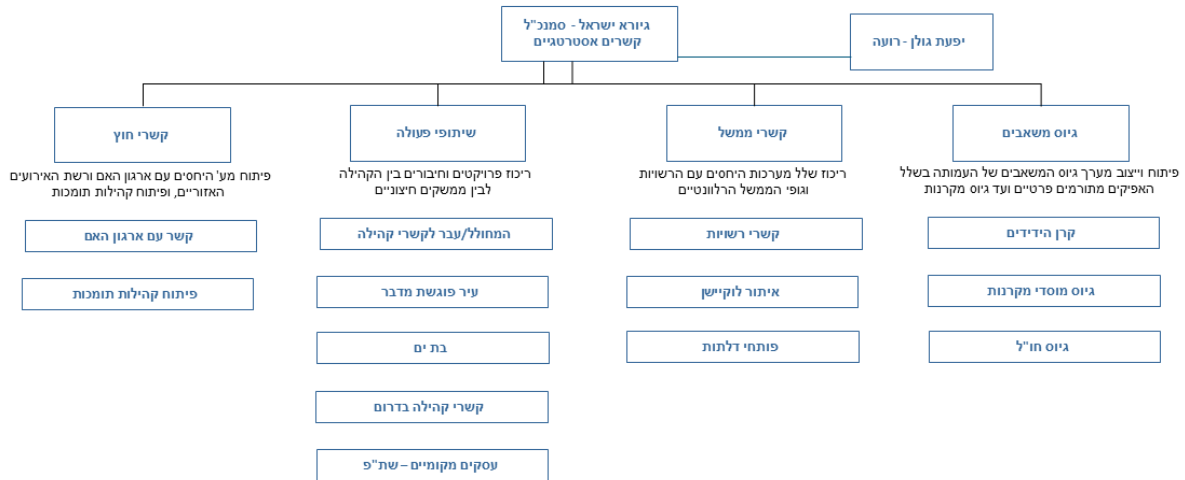 גיורא ישראל - סמנכ"ל
קשרים אסטרטגיים
יפעת גולן - רועה
גיוס משאבים
פיתוח וייצוב מערך גיוס המשאבים של העמותה בשלל
האפיקים מתורמים פרטיים ועד גיוס מקרנות
קרן הידידים
גיוס מוסדי מקרנות
גיוס חו"ל
קשרי ממשל
ריכוז שלל מערכות היחסים עם הרשויות
וגופי הממשל הרלוונטיים
קשרי רשויות
איתור לוקיישן
פותחי דלתות
שיתופי פעולה
ריכוז פרויקטים וחיבורים בין הקהילה
לבין ממשקים חיצוניים
המחולל/עבר לקשרי קהילה
עיר פוגשת מדבר
בת ים
קשרי קהילה בדרום
עסקים מקומיים – שת"פ
קשרי חוץ
פיתוח מע' היחסים עם ארגון האם ורשת האירועים
האזוריים, ופיתוח קהילות תומכות
קשר עם ארגון האם
פיתוח קהילות תומכות